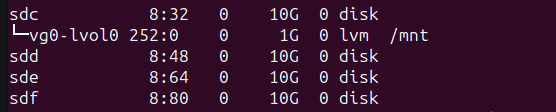 sdc 8:32 0 10G 0 disk
└─vg0-lvol0 252:0 0 1G 0 lvm /mnt
sdd 8:48 0 10G 0 disk
sde 8:64 0 10G 0 disk
sdf 8:80 0 10G 0 disk